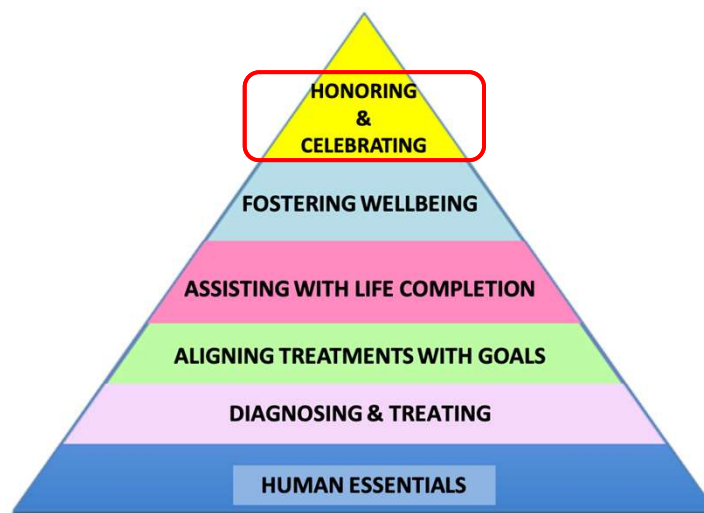 HONORING
&
CELEBRATING
FOSTERING WELLBEING
ASSISTING WITH LIFE COMPLETION
ALIGNING TREATMENTS WITH GOALS
DIAGNOSING & TREATING
HUMAN ESSENTIALS